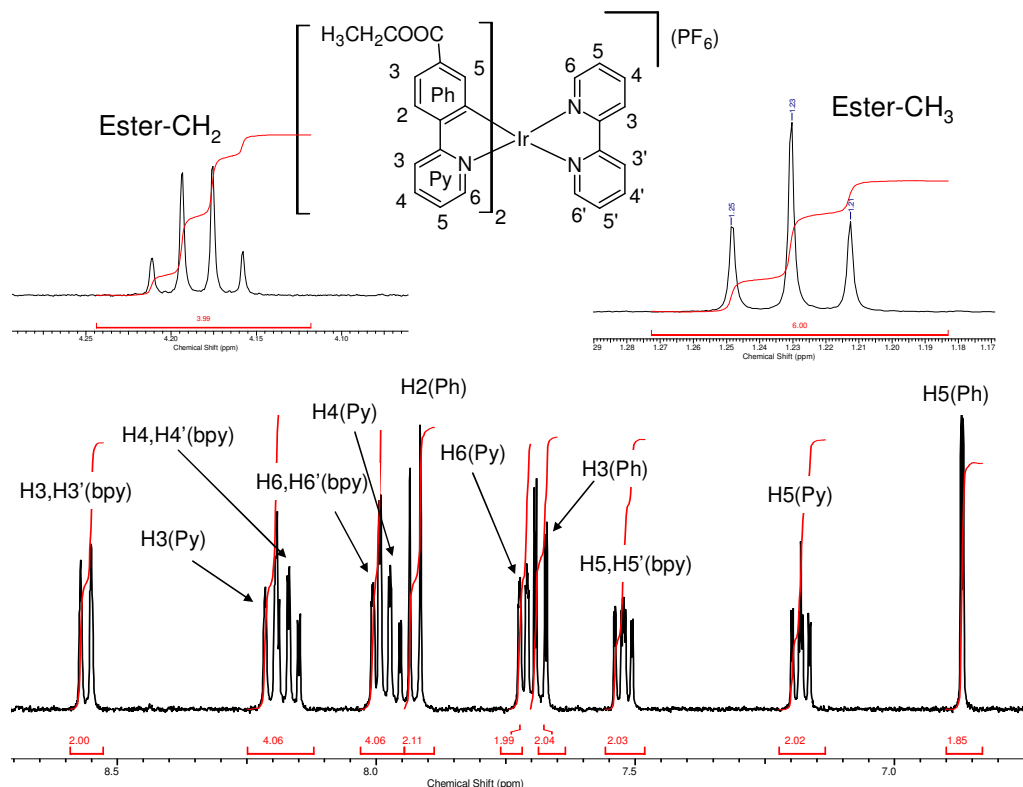 H₃CH₂COOC
(PF₆)
3
5
Ph
2
3
Py
4
5
6
N
Ir
2
5
6
4
N
3
N
3'
4'
6'
5'
Ester-CH₂
3.99
4.25
4.20
4.15
4.10
Chemical Shift (ppm)
Ester-CH₃
1.25
1.23
1.21
6.00
29
1.28
1.27
1.26
1.25
1.24
1.23
1.22
1.21
1.20
1.19
1.18
1.17
Chemical Shift (ppm)
H3,H3'(bpy)
H3(Py)
H4,H4'(bpy)
H6,H6'(bpy)
H4(Py)
H2(Ph)
H6(Py)
H3(Ph)
H5,H5'(bpy)
H5(Py)
H5(Ph)
2.00
4.06
4.06
2.11
1.99
2.04
2.03
2.02
1.85
8.5
8.0
7.5
7.0
Chemical Shift (ppm)